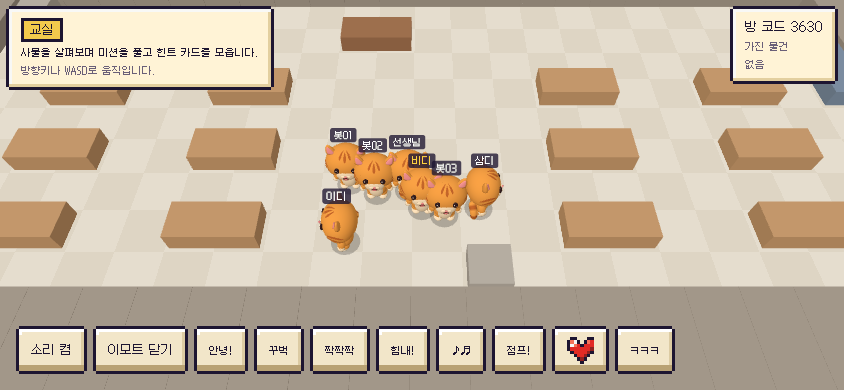 교실
사물을 살펴보며 미션을 풀고 힌트 카드를 모읍니다.
방향키나 WASD로 움직입니다.
방 코드 3630
가진 물건
없음
봇01
봇02
선생님
비디
봇03
삼디
이디
소리 켬
이모트 닫기
안녕!
꾸벅
짝짝짝
힘내!
♪♬
점프!
ㅋㅋㅋ